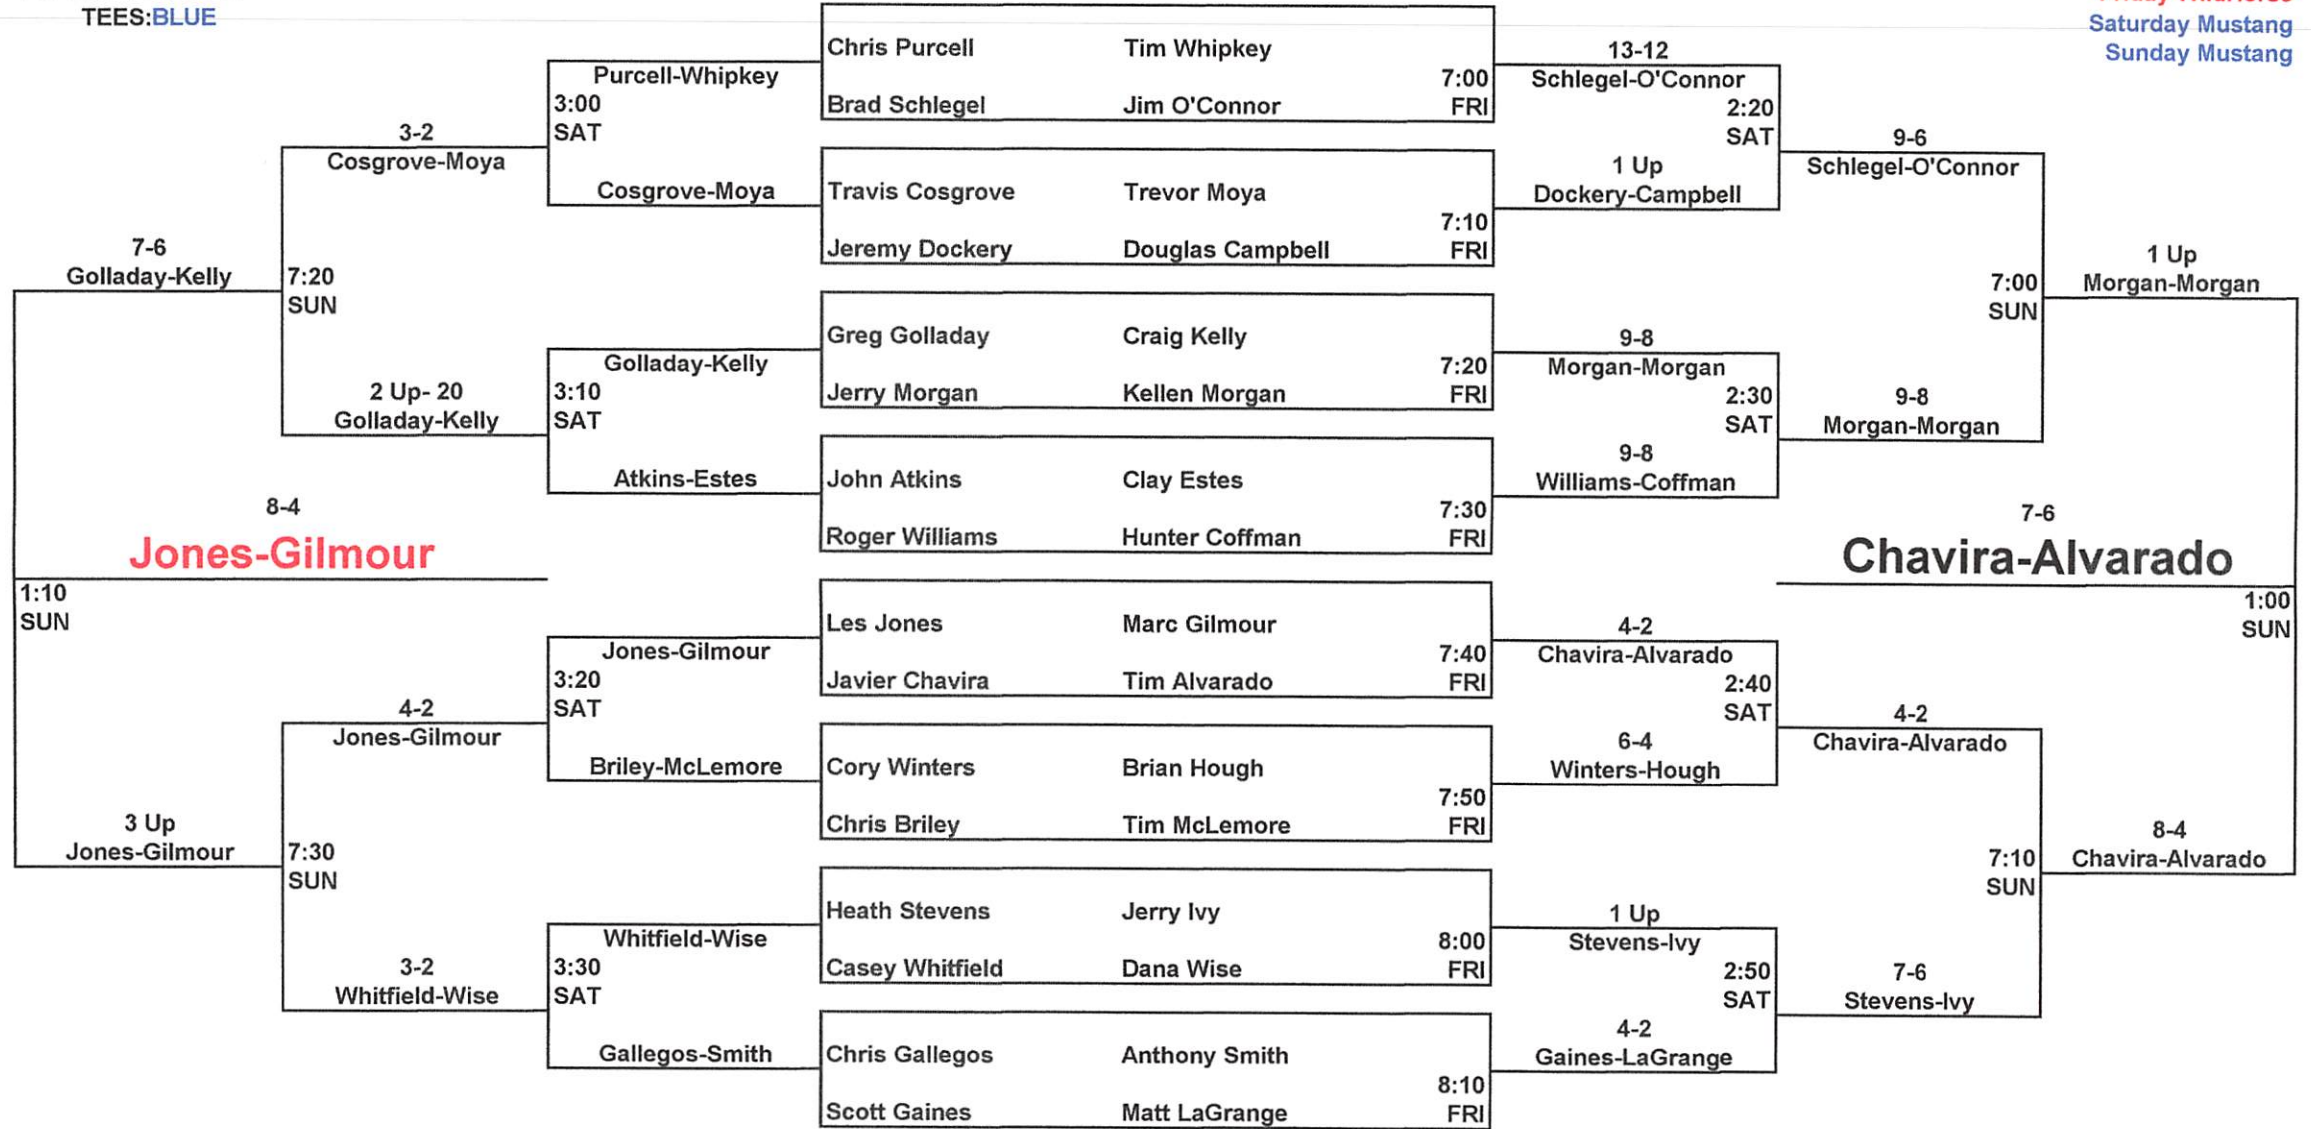 TEES:BLUE
Saturday Mustang
Sunday Mustang
Chris Purcell Tim Whipkey
13-12
Purcell-Whipkey
7:00
Schlegel-O'Connor
3:00
Brad Schlegel Jim O'Connor
FRI
2:20
SAT
SAT
3-2
9-6
Cosgrove-Moya
Schlegel-O'Connor
1 Up
Cosgrove-Moya
Travis Cosgrove Trevor Moya
Dockery-Campbell
7:10
7-6
Jeremy Dockery Douglas Campbell
FRI
1 Up
Golladay-Kelly
7:20
7:00
Morgan-Morgan
SUN
SUN
Greg Golladay Craig Kelly
9-8
Golladay-Kelly
7:20
Morgan-Morgan
2 Up- 20
3:10
Jerry Morgan Kellen Morgan
FRI
2:30
9-8
Golladay-Kelly
SAT
SAT
Morgan-Morgan
9-8
Atkins-Estes
John Atkins Clay Estes
Williams-Coffman
8-4
7:30
7-6
Jones-Gilmour
Roger Williams Hunter Coffman
FRI
Chavira-Alvarado
1:10
1:00
SUN
Les Jones Marc Gilmour
4-2
SUN
Jones-Gilmour
7:40
Chavira-Alvarado
3:20
Javier Chavira Tim Alvarado
FRI
2:40
4-2
SAT
SAT
4-2
Jones-Gilmour
Chavira-Alvarado
6-4
Briley-McLemore
Cory Winters Brian Hough
Winters-Hough
7:50
3 Up
Chris Briley Tim McLemore
FRI
8-4
Jones-Gilmour
7:30
7:10
Chavira-Alvarado
SUN
SUN
Heath Stevens Jerry Ivy
1 Up
Whitfield-Wise
8:00
Stevens-Ivy
3-2
3:30
Casey Whitfield Dana Wise
FRI
2:50
7-6
Whitfield-Wise
SAT
SAT
Stevens-Ivy
4-2
Gallegos-Smith
Chris Gallegos Anthony Smith
Gaines-LaGrange
8:10
Scott Gaines Matt LaGrange
FRI